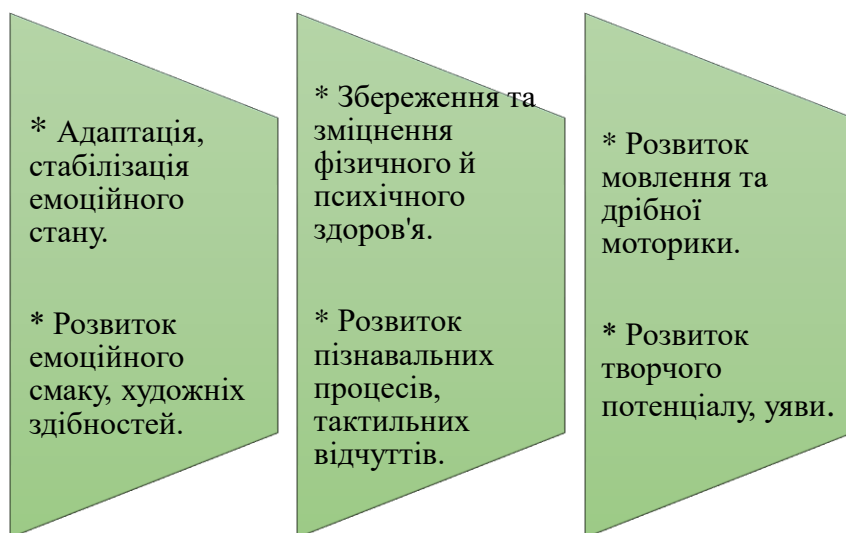 * Адаптація,
стабілізація
емоційного
стану.
* Розвиток
емоційного
смаку, художніх
здібностей.
* Збереження та
зміцнення
фізичного й
психічного
здоров'я.
* Розвиток
пізнавальних
процесів,
тактильних
відчуттів.
* Розвиток
мовлення та
дрібної
моторики.
* Розвиток
творчого
потенціалу, уяви.